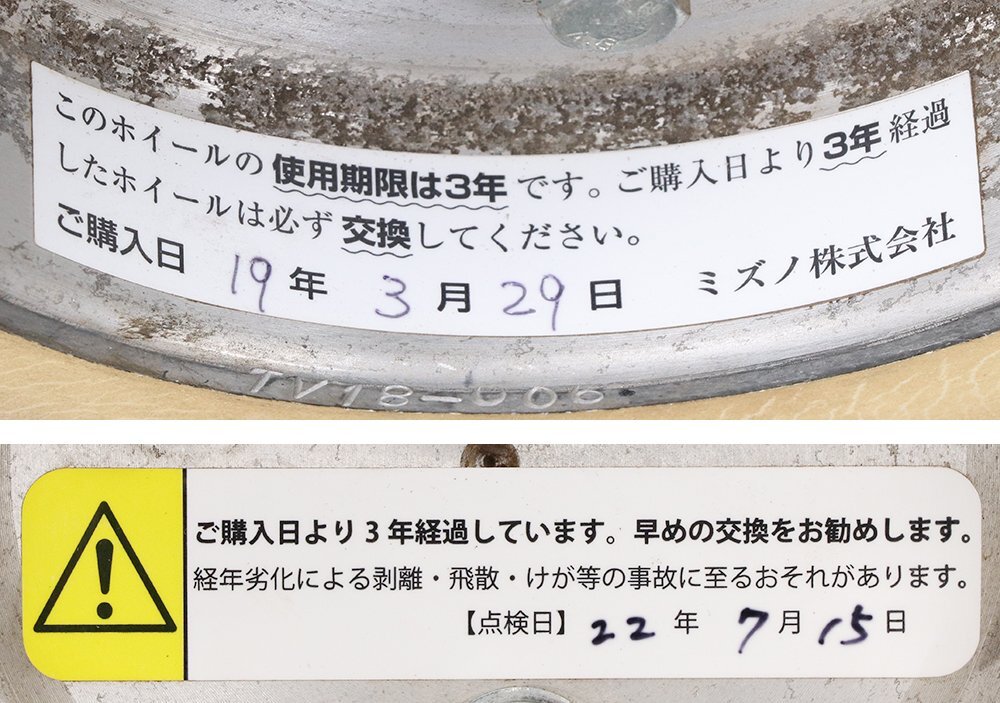 このホイールの使用期限は3年です。ご購入日より3年経過
したホイールは必ず交換してください。
ご購入日 19年 3月29日 ミズノ株式会社
TV18-006
ご購入日より3年経過しています。早めの交換をお勧めします。
経年劣化による剥離・飛散・けが等の事故に至るおそれがあります。
【点検日】22年 7月15日